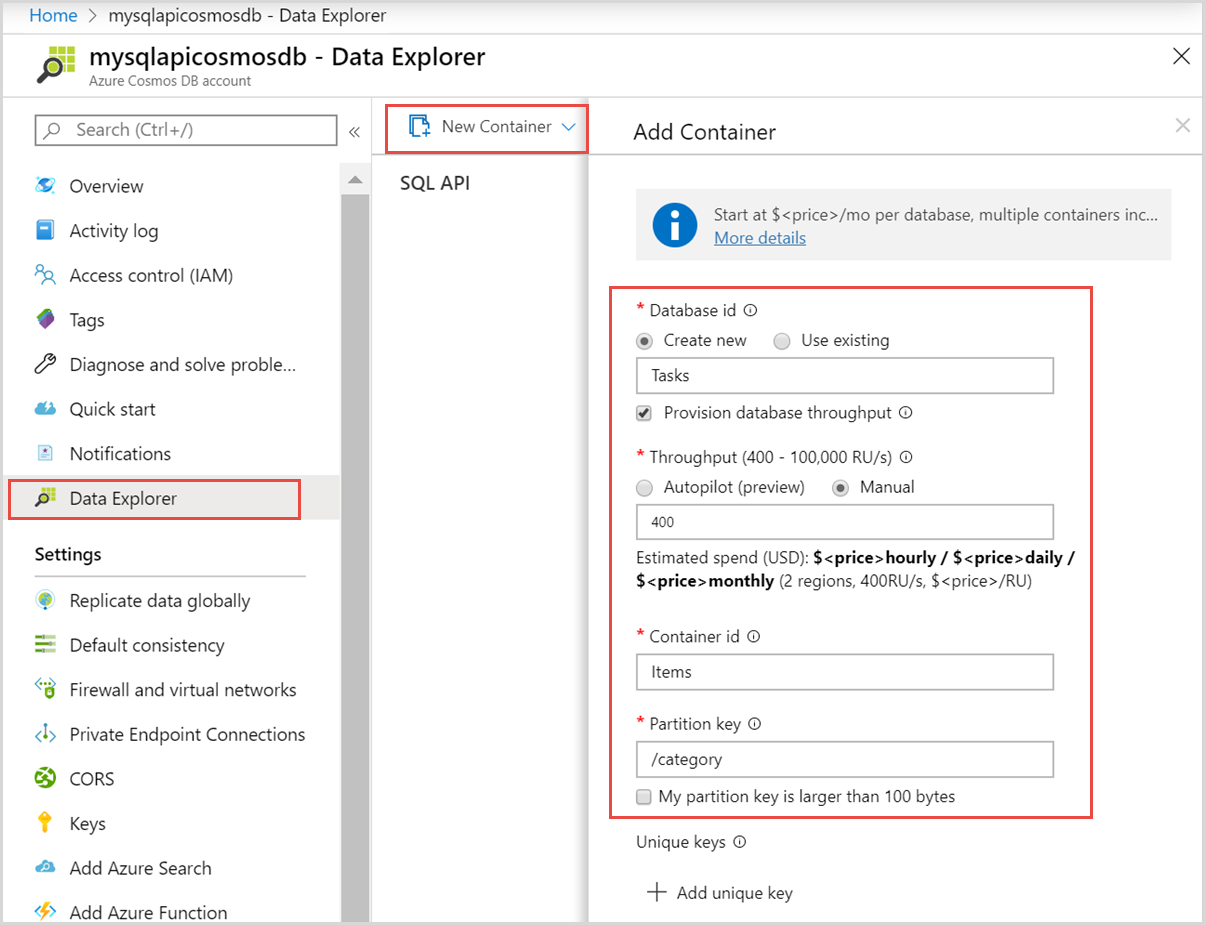 Home > mysqlapicosmosdb - Data Explorer
mysqlapicosmosdb - Data Explorer
Azure Cosmos DB account
Search (Ctrl+/)
«
Overview
Activity log
Access control (IAM)
Tags
Diagnose and solve proble...
Quick start
Notifications
Data Explorer
Settings
Replicate data globally
Default consistency
Firewall and virtual networks
Private Endpoint Connections
CORS
Keys
Add Azure Search
Add Azure Function
New Container
SQL API
Add Container
Start at $<price>/mo per database, multiple containers inc...
More details
* Database id
Create new Use existing
Tasks
Provision database throughput
* Throughput (400 - 100,000 RU/s)
Autopilot (preview) Manual
400
Estimated spend (USD): $<price>hourly / $<price>daily /
$<price>monthly (2 regions, 400RU/s, $<price>/RU)
* Container id
Items
* Partition key
/category
My partition key is larger than 100 bytes
Unique keys
+ Add unique key